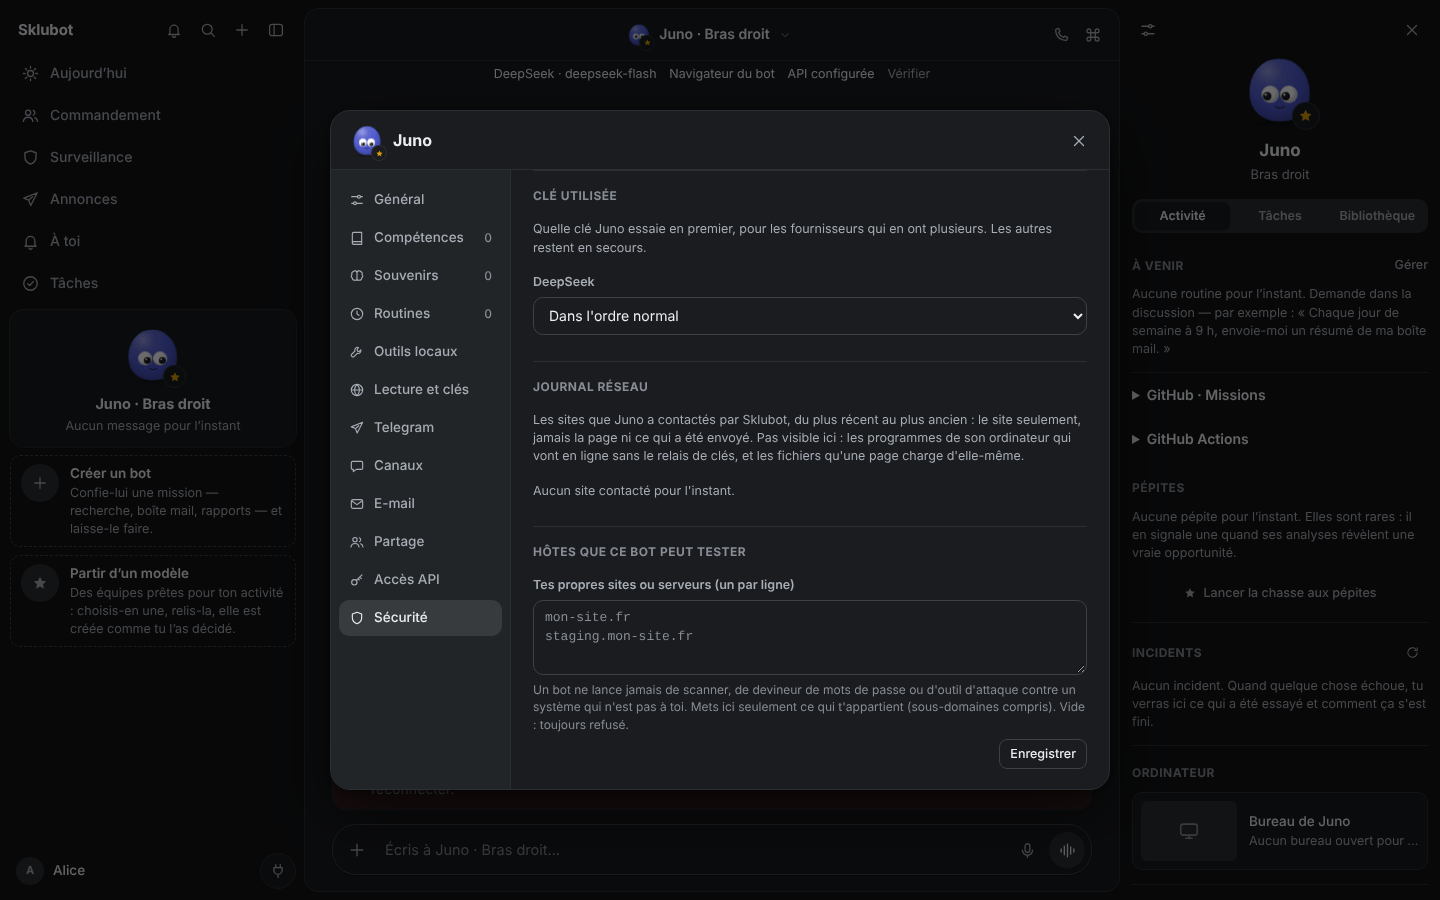 Sklubot
Aujourd'hui
Commandement
Surveillance
Annonces
À toi
Tâches
Juno · Bras droit
Aucun message pour l'instant
Créer un bot
Confie-lui une mission —
recherche, boîte mail, rapports — et
laisse-le faire.
Partir d'un modèle
Des équipes prêtes pour ton activité
: choisis-en une, relis-la, elle est
créée comme tu l'as décidé.
A
Alice
Juno · Bras droit
DeepSeek · deepseek-flash Navigateur du bot API configurée Vérifier
Juno
Général
Compétences 0
Souvenirs 0
Routines 0
Outils locaux
Lecture et clés
Telegram
Canaux
E-mail
Partage
Accès API
Sécurité
CLÉ UTILISÉE
Quelle clé Juno essaie en premier, pour les fournisseurs qui en ont plusieurs. Les autres
restent en secours.
DeepSeek
Dans l'ordre normal
JOURNAL RÉSEAU
Les sites que Juno a contactés par Sklubot, du plus récent au plus ancien : le site seulement,
jamais la page ni ce qui a été envoyé. Pas visible ici : les programmes de son ordinateur qui
vont en ligne sans le relais de clés, et les fichiers qu'une page charge d'elle-même.
Aucun site contacté pour l'instant.
HÔTES QUE CE BOT PEUT TESTER
Tes propres sites ou serveurs (un par ligne)
mon-site.fr
staging.mon-site.fr
Un bot ne lance jamais de scanner, de devineur de mots de passe ou d'outil d'attaque contre un
système qui n'est pas à toi. Mets ici seulement ce qui t'appartient (sous-domaines compris). Vide
: toujours refusé.
Enregistrer
reconnecter.
Écris à Juno · Bras droit...
Juno
Bras droit
Activité Tâches Bibliothèque
À VENIR Gérer
Aucune routine pour l'instant. Demande dans la
discussion — par exemple : « Chaque jour de
semaine à 9 h, envoie-moi un résumé de ma boîte
mail. »
GitHub · Missions
GitHub Actions
PÉPITES
Aucune pépite pour l'instant. Elles sont rares : il
en signale une quand ses analyses révèlent une
vraie opportunité.
Lancer la chasse aux pépites
INCIDENTS
Aucun incident. Quand quelque chose échoue, tu
verras ici ce qui a été essayé et comment ça s'est
fini.
ORDINATEUR
Bureau de Juno
Aucun bureau ouvert pour ...